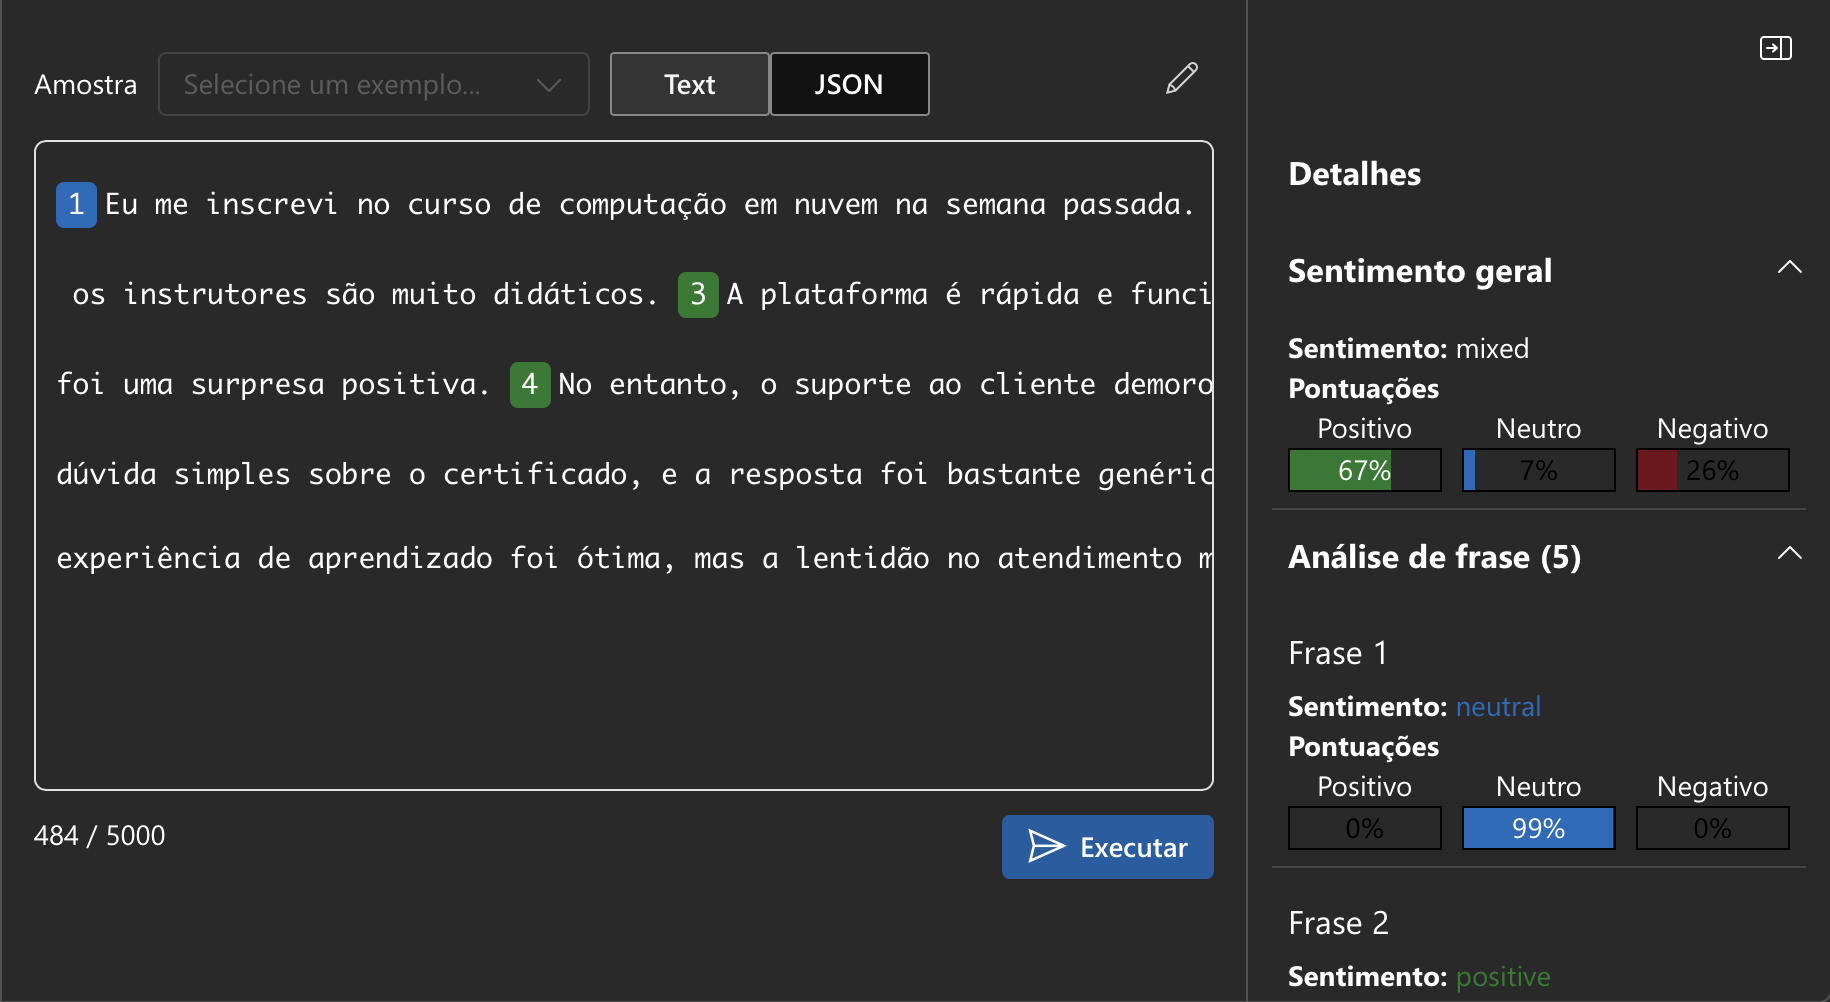 Amostra
Selecione um exemplo...
Text
JSON
1 Eu me inscrevi no curso de computação em nuvem na semana passada.
os instrutores são muito didáticos. 3 A plataforma é rápida e funci
foi uma surpresa positiva. 4 No entanto, o suporte ao cliente demoro
dúvida simples sobre o certificado, e a resposta foi bastante genéric
experiência de aprendizado foi ótima, mas a lentidão no atendimento m
484 / 5000
Executar
Detalhes
Sentimento geral
Sentimento: mixed
Pontuações
Positivo Neutro Negativo
67% 7% 26%
Análise de frase (5)
Frase 1
Sentimento: neutral
Pontuações
Positivo Neutro Negativo
0% 99% 0%
Frase 2
Sentimento: positive